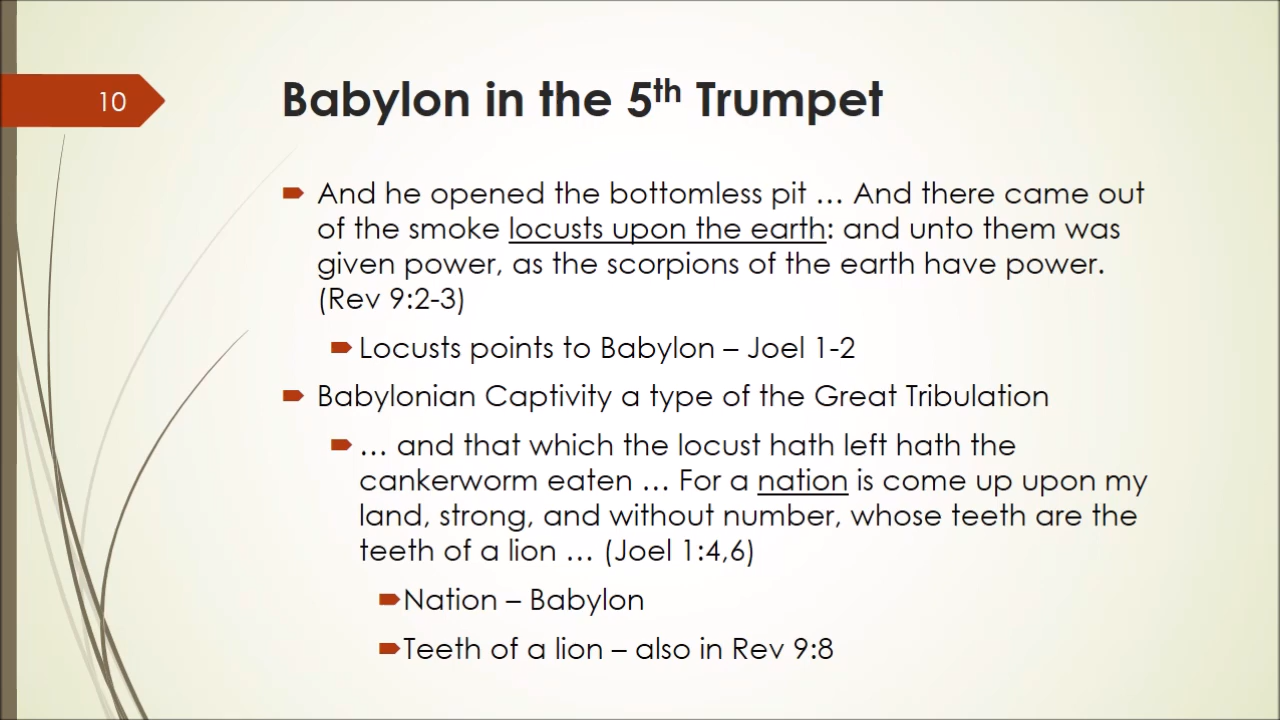 10
Babylon in the 5th Trumpet
And he opened the bottomless pit … And there came out
of the smoke locusts upon the earth: and unto them was
given power, as the scorpions of the earth have power.
(Rev 9:2-3)
Locusts points to Babylon – Joel 1-2
Babylonian Captivity a type of the Great Tribulation
… and that which the locust hath left hath the
cankerworm eaten … For a nation is come up upon my
land, strong, and without number, whose teeth are the
teeth of a lion … (Joel 1:4,6)
Nation – Babylon
Teeth of a lion – also in Rev 9:8